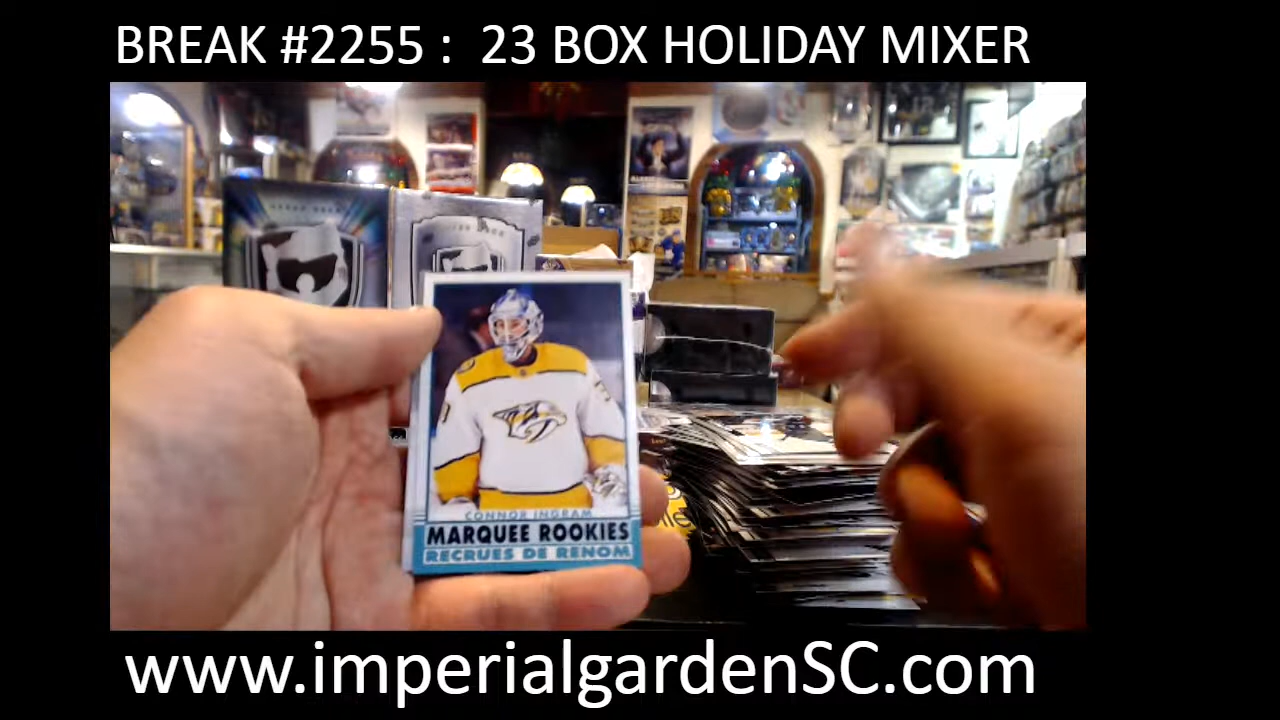 BREAK #2255 : 23 BOX HOLIDAY MIXER
CONNOR INGRAM
MARQUEE ROOKIES
RECRUES DE RENOM
www.imperialgardenSC.com